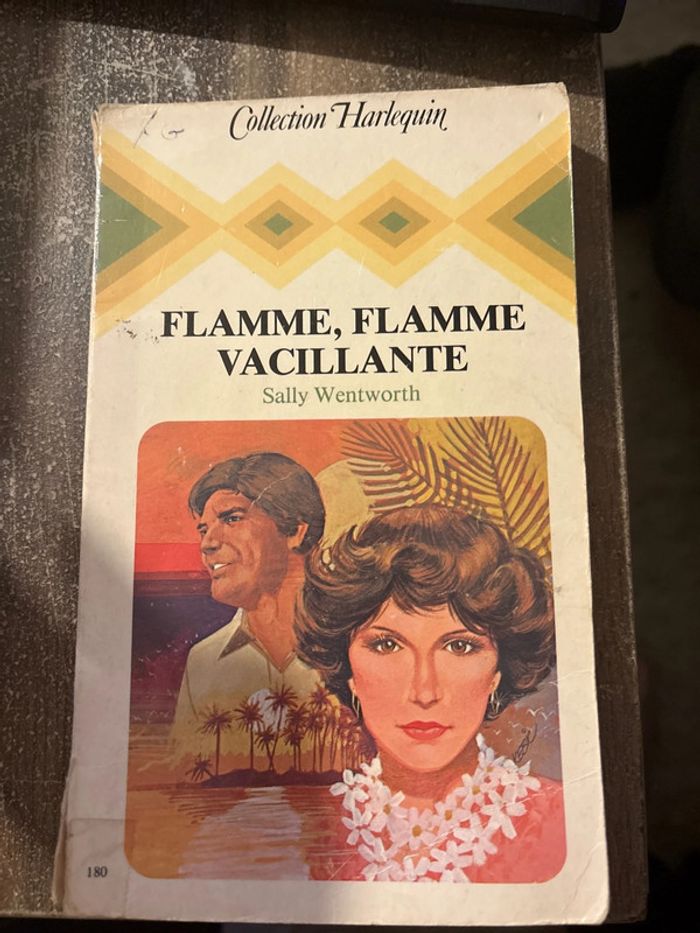 Collection Harlequin
FLAMME, FLAMME
VACILLANTE
Sally Wentworth
180